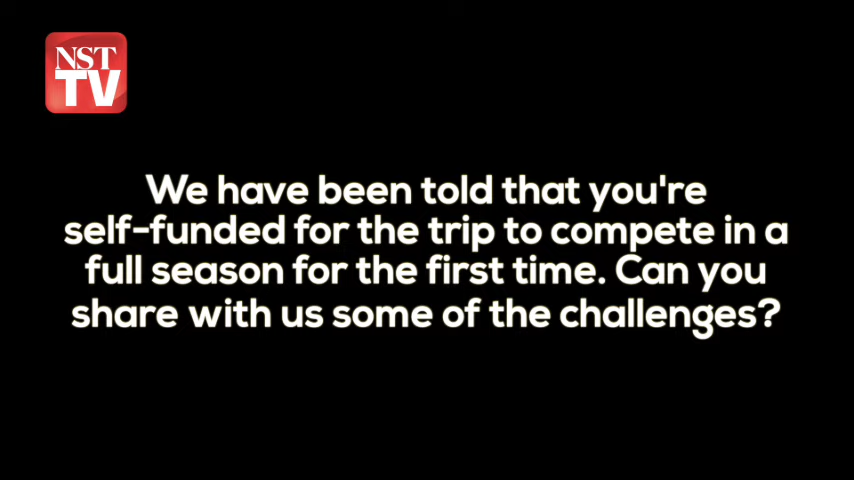 NST
TV
We have been told that you're
self-funded for the trip to compete in a
full season for the first time. Can you
share with us some of the challenges?